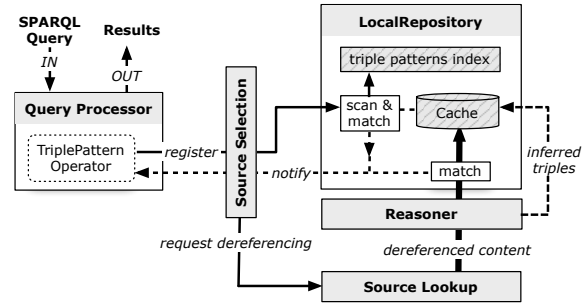 SPARQL
Query
Results
IN
OUT
Query Processor
TriplePattern
Operator
register
notify
Source Selection
request dereferencing
LocalRepository
triple patterns index
scan &
match
Cache
match
inferred
triples
Reasoner
dereferenced content
Source Lookup